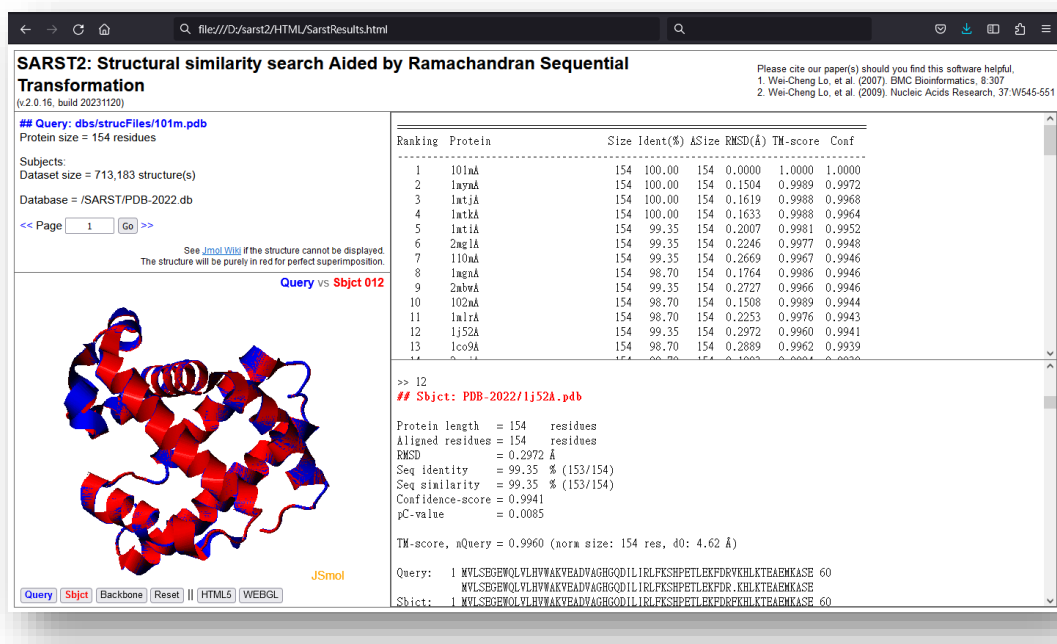 file:///D:/sarst2/HTML/SarstResults.html
SARST2: Structural similarity search Aided by Ramachandran Sequential
Transformation
(v.2.0.16, build 20231120)
Please cite our paper(s) should you find this software helpful,
1. Wei-Cheng Lo, et al. (2007). BMC Bioinformatics, 8:307
2. Wei-Cheng Lo, et al. (2009). Nucleic Acids Research, 37:W545-551
## Query: dbs/strucFiles/101m.pdb
Protein size = 154 residues
Subjects:
Dataset size = 713,183 structure(s)
Database = /SARST/PDB-2022.db
<< Page 1 Go >>
See Jmol Wiki if the structure cannot be displayed.
The structure will be purely in red for perfect superimposition.
Query vs Sbjct 012
JSmol
Query Sbjct Backbone Reset || HTML5 WEBGL
Ranking Protein Size Ident(%) ASize RMSD(Å) TM-score Conf
1 101mA 154 100.00 154 0.0000 1.0000 1.0000
2 1mymA 154 100.00 154 0.1504 0.9989 0.9972
3 1mtjA 154 100.00 154 0.1619 0.9988 0.9968
4 1mtkA 154 100.00 154 0.1633 0.9988 0.9964
5 1mtiA 154 99.35 154 0.2007 0.9981 0.9952
6 2mglA 154 99.35 154 0.2246 0.9977 0.9948
7 110mA 154 99.35 154 0.2669 0.9967 0.9946
8 1mgnA 154 98.70 154 0.1764 0.9986 0.9946
9 2mbwA 154 99.35 154 0.2727 0.9966 0.9946
10 102mA 154 98.70 154 0.1508 0.9989 0.9944
11 1mlrA 154 98.70 154 0.2253 0.9976 0.9943
12 1j52A 154 99.35 154 0.2972 0.9960 0.9941
13 1co9A 154 98.70 154 0.2889 0.9962 0.9939
>> 12
## Sbjct: PDB-2022/1j52A.pdb
Protein length = 154 residues
Aligned residues = 154 residues
RMSD = 0.2972 Å
Seq identity = 99.35 % (153/154)
Seq similarity = 99.35 % (153/154)
Confidence-score = 0.9941
pC-value = 0.0085
TM-score, nQuery = 0.9960 (norm size: 154 res, d0: 4.62 Å)
Query: 1 MVLSEGEWQLVLHVWAKVEADVAGHGQDILIRLFKSHPETLEKFDRVKHLKTEAEMKASE 60
MVLSEGEWQLVLHVWAKVEADVAGHGQDILIRLFKSHPETLEKFDR.KHLKTEAEMKASE
Sbjct: 1 MVLSEGEWQLVLHVWAKVEADVAGHGQDILIRLFKSHPETLEKFDRFKHLKTEAEMKASE 60